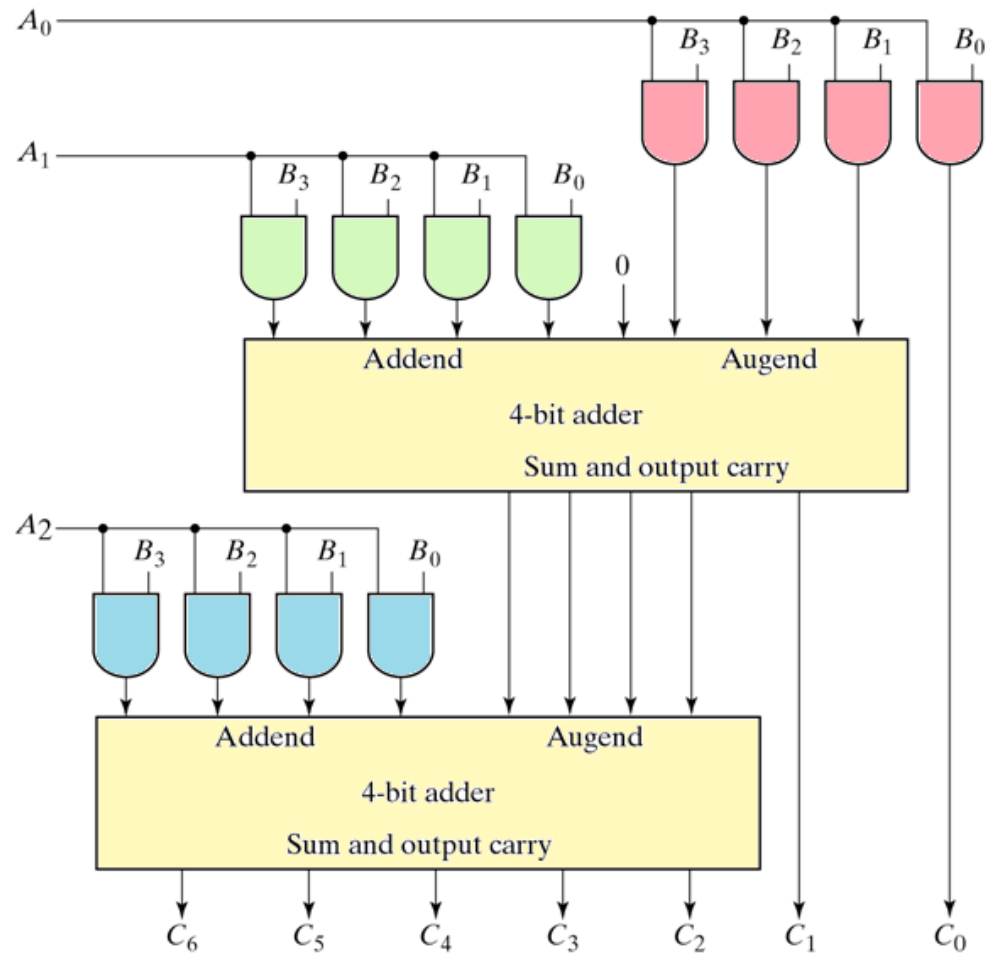 A₀
B₃ B₂ B₁ B₀
A₁
B₃ B₂ B₁ B₀
0
Addend Augend
4-bit adder
Sum and output carry
A₂
B₃ B₂ B₁ B₀
Addend Augend
4-bit adder
Sum and output carry
C₆ C₅ C₄ C₃ C₂ C₁ C₀